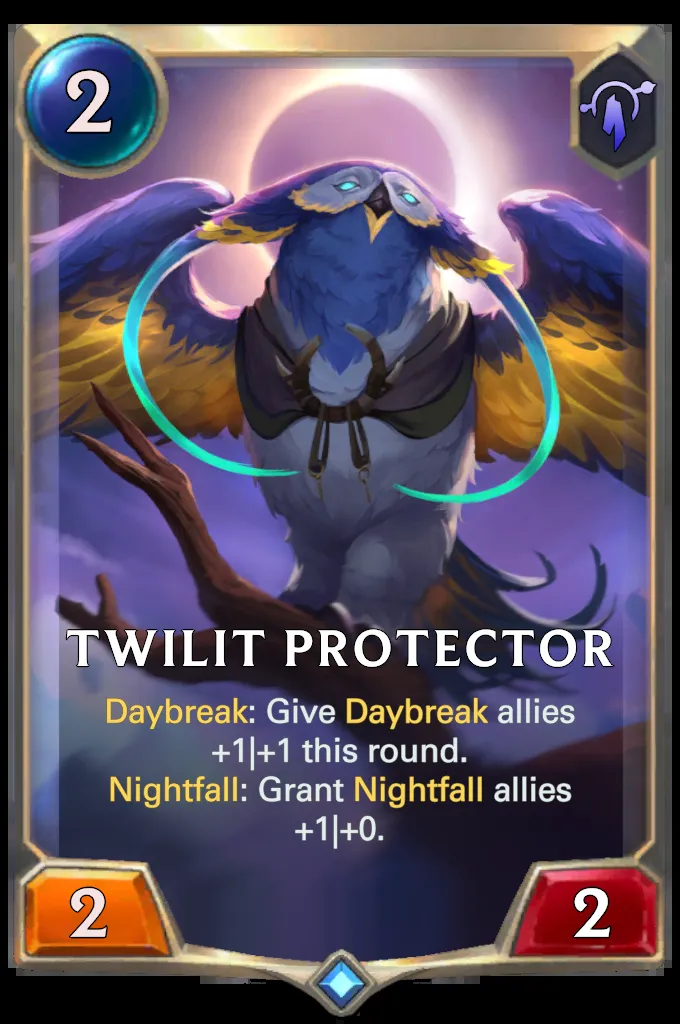 2
TWILIT PROTECTOR
Daybreak: Give Daybreak allies
+1|+1 this round.
Nightfall: Grant Nightfall allies
+1|+0.
2
2